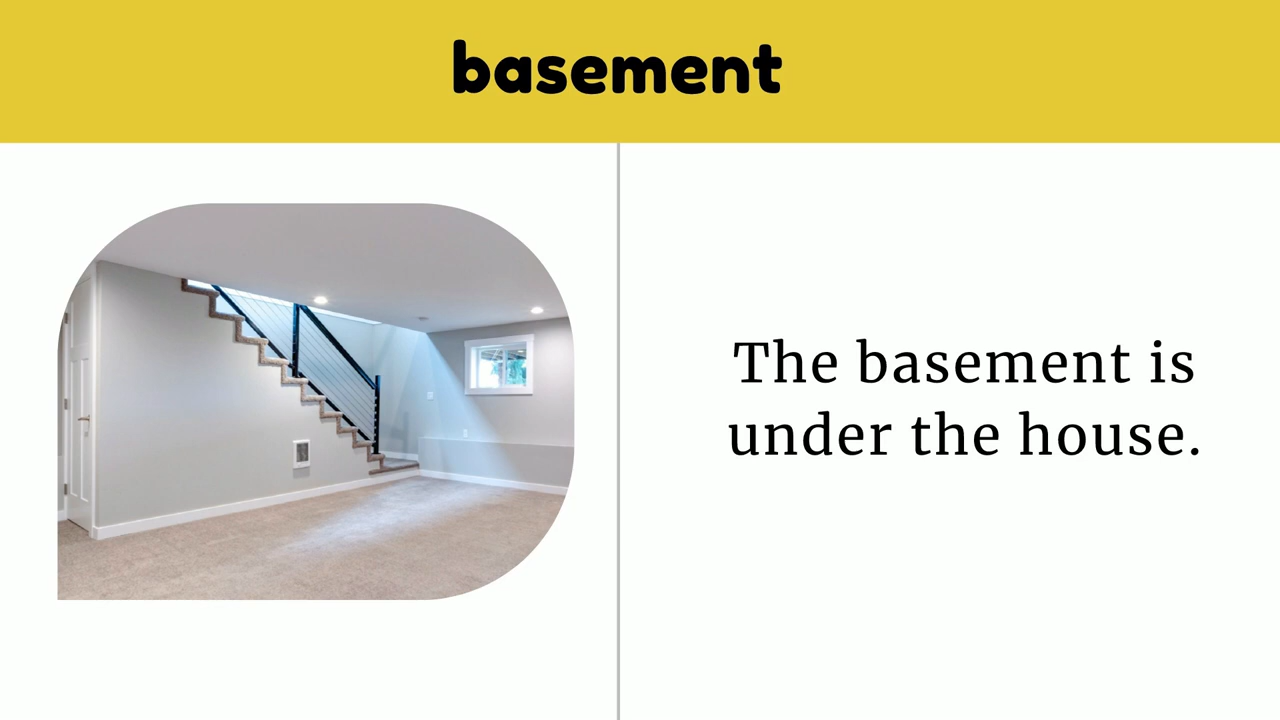 basement
The basement is
under the house.